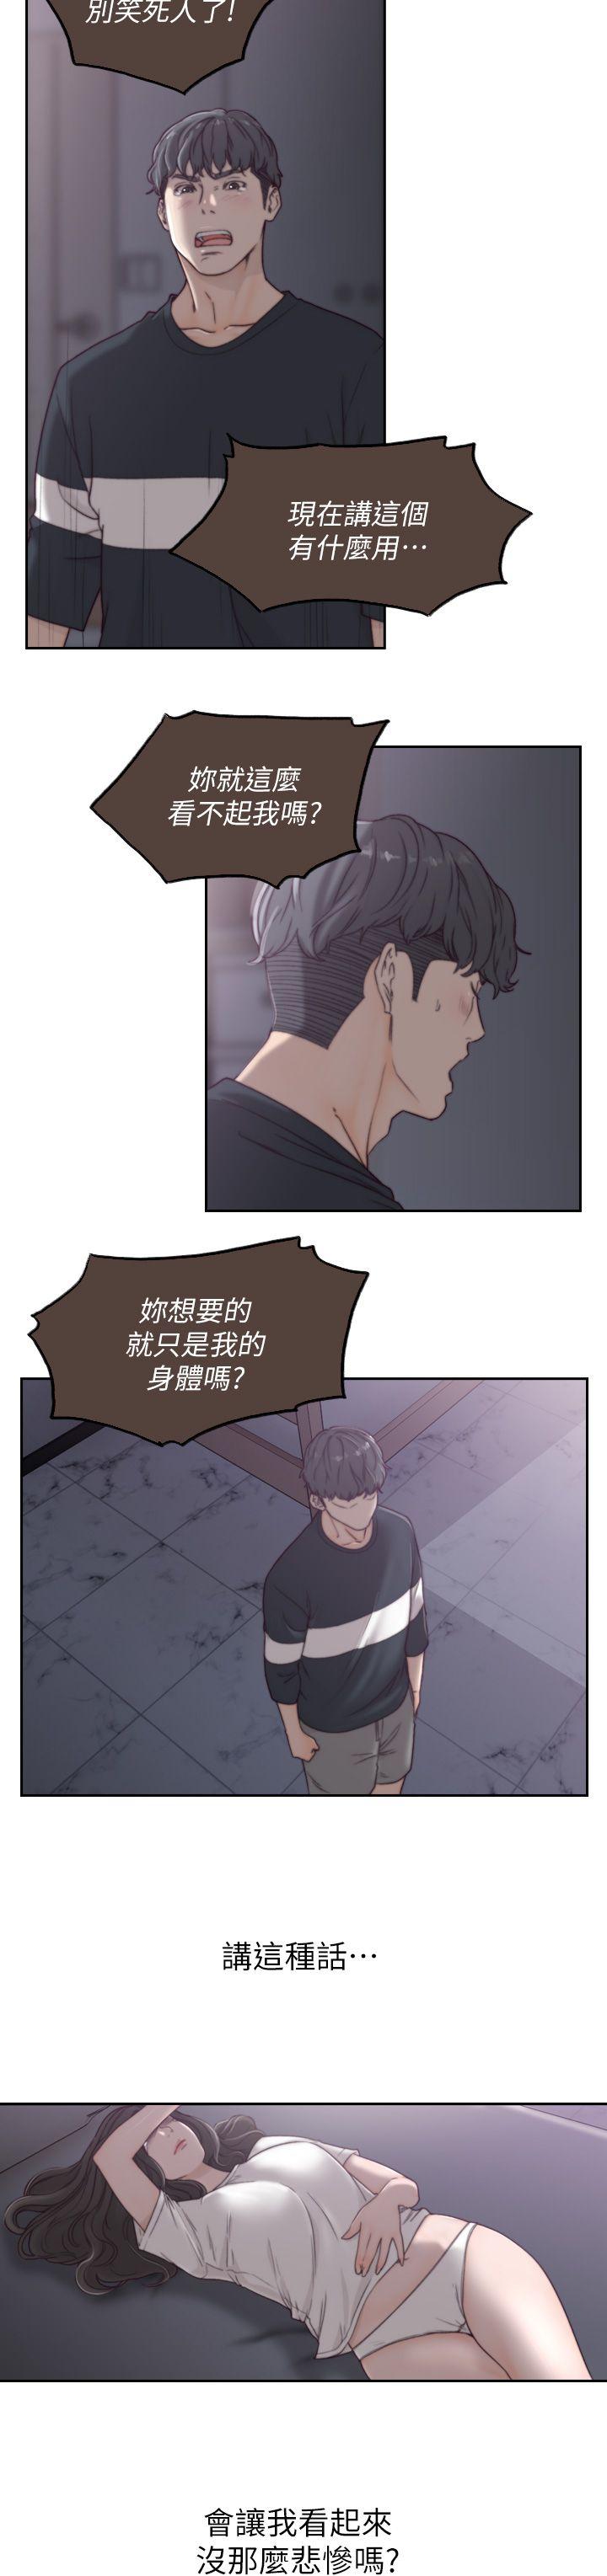 別笑死人了!
現在講這個
有什麼用…
妳就這麼
看不起我嗎?
妳想要的
就只是我的
身體嗎?
講這種話…
會讓我看起來
沒那麼悲慘嗎?